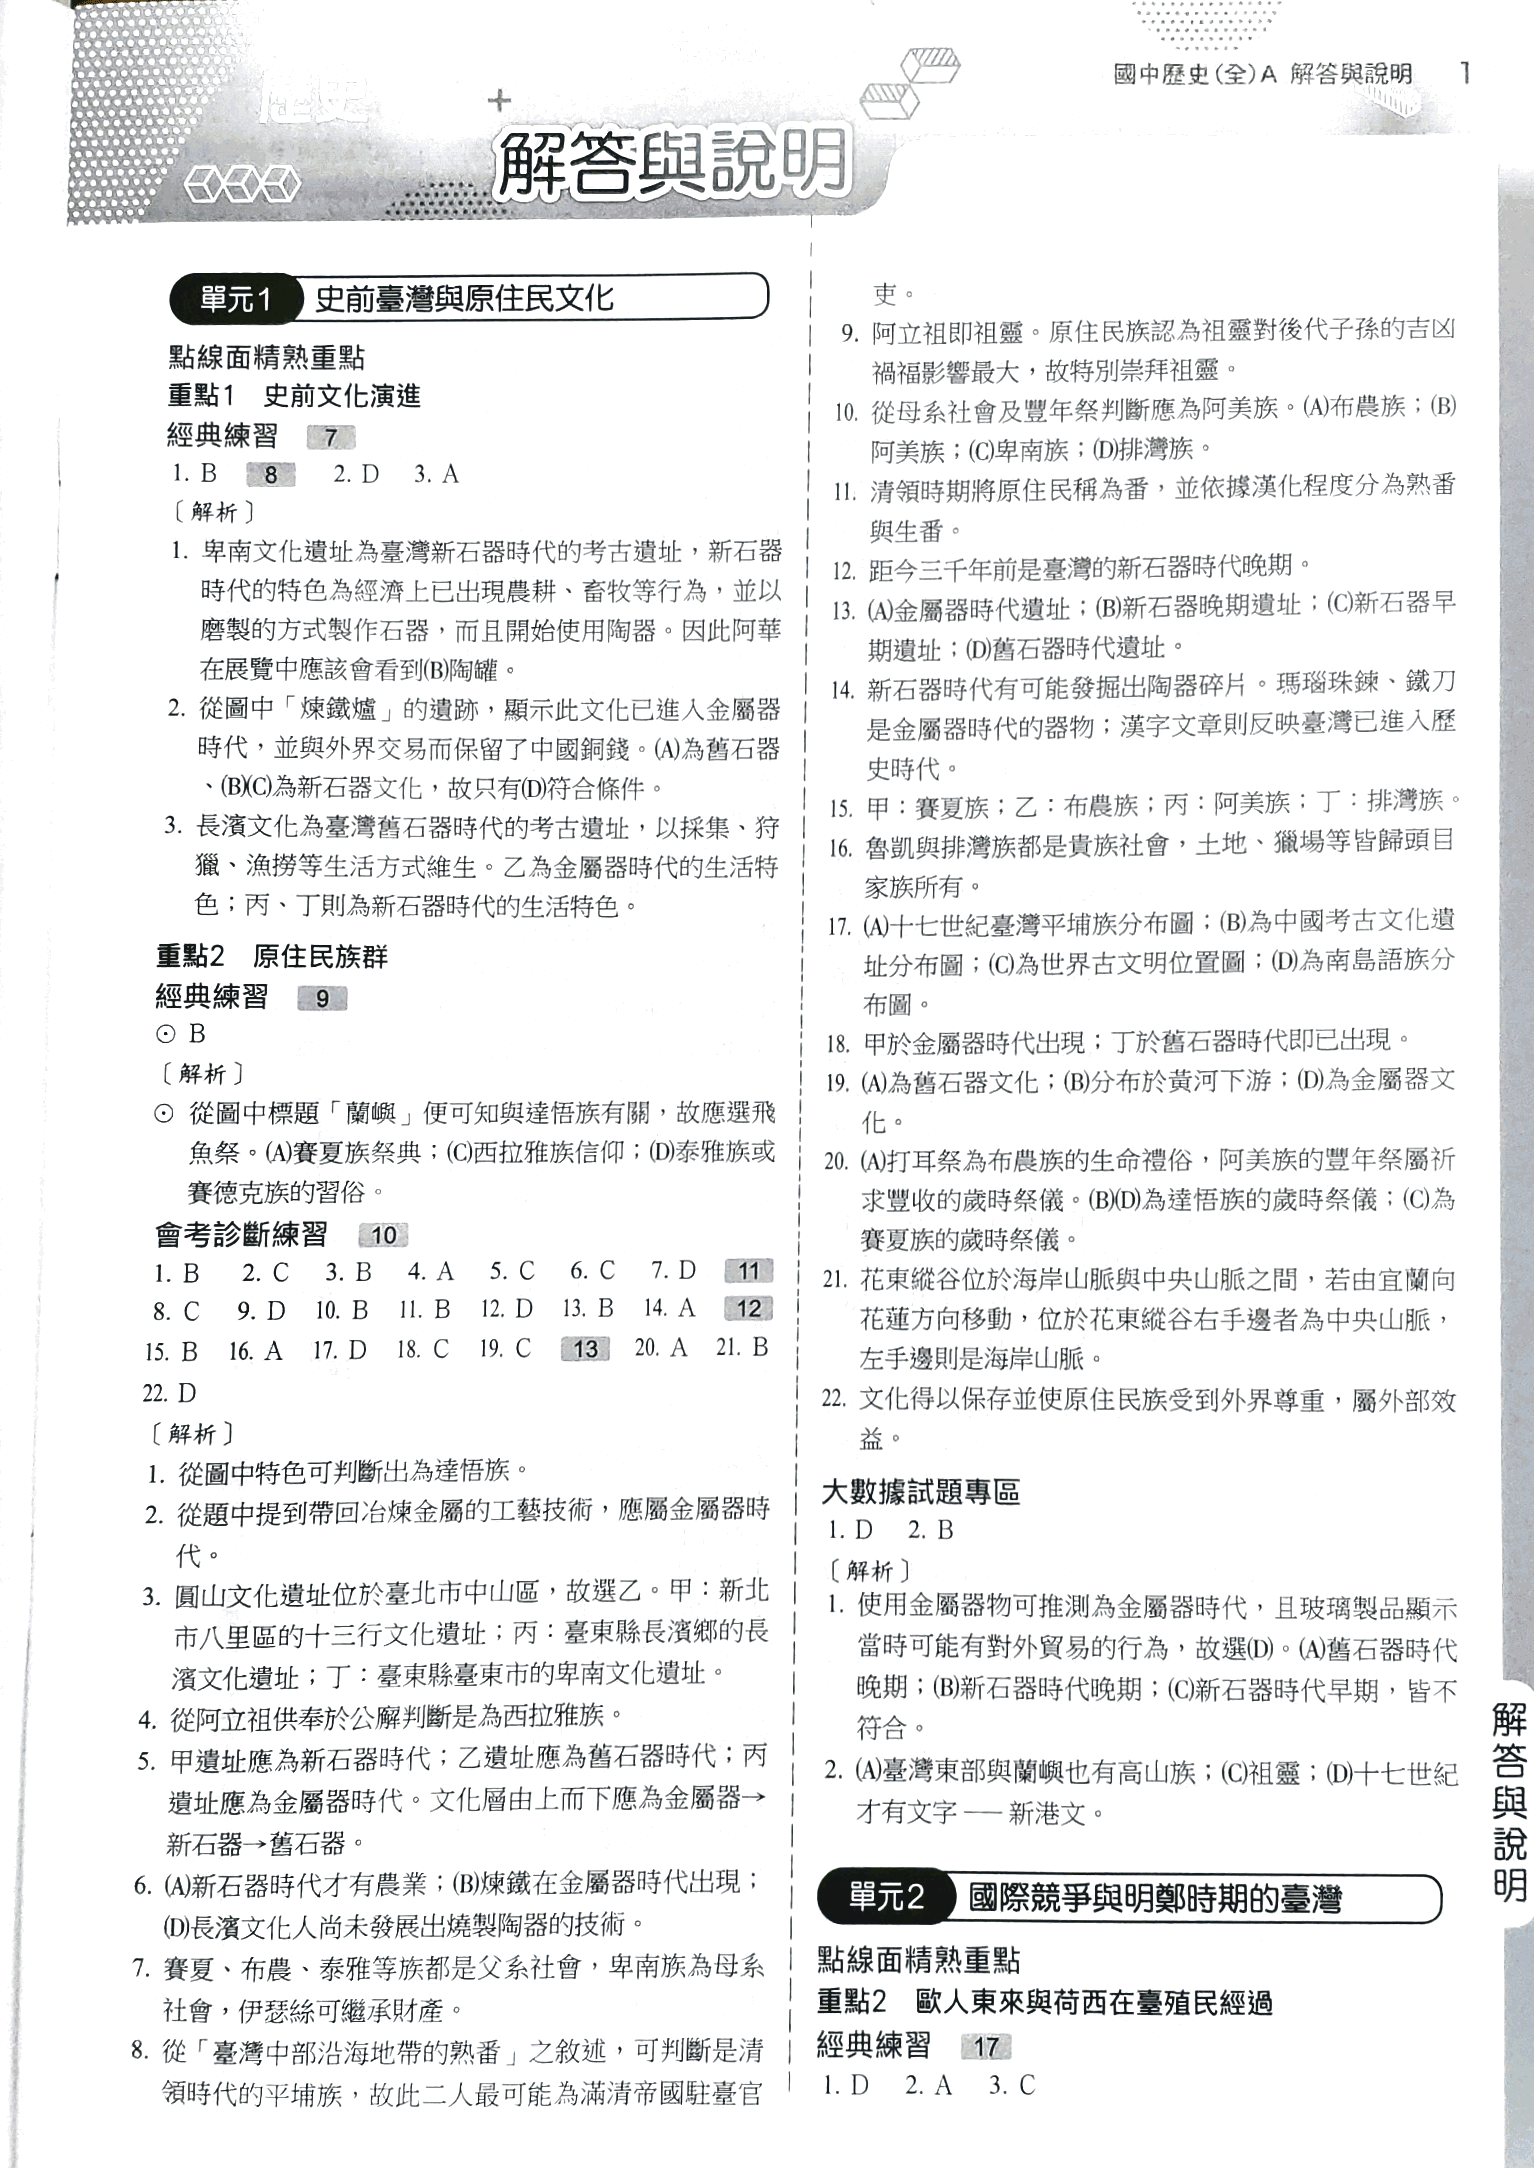 國中歷史(全)A 解答與說明 1
歷史
解答與說明
單元1 史前臺灣與原住民文化
點線面精熟重點
重點1 史前文化演進
經典練習 7
1. B 8 2. D 3. A
〔解析〕
1. 卑南文化遺址為臺灣新石器時代的考古遺址，新石器
時代的特色為經濟上已出現農耕、畜牧等行為，並以
磨製的方式製作石器，而且開始使用陶器。因此阿華
在展覽中應該會看到(B)陶罐。
2. 從圖中「煉鐵爐」的遺跡，顯示此文化已進入金屬器
時代，並與外界交易而保留了中國銅錢。(A)為舊石器
、(B)(C)為新石器文化，故只有(D)符合條件。
3. 長濱文化為臺灣舊石器時代的考古遺址，以採集、狩
獵、漁撈等生活方式維生。乙為金屬器時代的生活特
色；丙、丁則為新石器時代的生活特色。
重點2 原住民族群
經典練習 9
⊙ B
〔解析〕
⊙ 從圖中標題「蘭嶼」便可知與達悟族有關，故應選飛
魚祭。(A)賽夏族祭典；(C)西拉雅族信仰；(D)泰雅族或
賽德克族的習俗。
會考診斷練習 10
1. B 2. C 3. B 4. A 5. C 6. C 7. D 11
8. C 9. D 10. B 11. B 12. D 13. B 14. A 12
15. B 16. A 17. D 18. C 19. C 13 20. A 21. B
22. D
〔解析〕
1. 從圖中特色可判斷出為達悟族。
2. 從題中提到帶回冶煉金屬的工藝技術，應屬金屬器時
代。
3. 圓山文化遺址位於臺北市中山區，故選乙。甲：新北
市八里區的十三行文化遺址；丙：臺東縣長濱鄉的長
濱文化遺址；丁：臺東縣臺東市的卑南文化遺址。
4. 從阿立祖供奉於公廨判斷是為西拉雅族。
5. 甲遺址應為新石器時代；乙遺址應為舊石器時代；丙
遺址應為金屬器時代。文化層由上而下應為金屬器→
新石器→舊石器。
6. (A)新石器時代才有農業；(B)煉鐵在金屬器時代出現；
(D)長濱文化人尚未發展出燒製陶器的技術。
7. 賽夏、布農、泰雅等族都是父系社會，卑南族為母系
社會，伊瑟絲可繼承財產。
8. 從「臺灣中部沿海地帶的熟番」之敘述，可判斷是清
領時代的平埔族，故此二人最可能為滿清帝國駐臺官
吏。
9. 阿立祖即祖靈。原住民族認為祖靈對後代子孫的吉凶
禍福影響最大，故特別崇拜祖靈。
10. 從母系社會及豐年祭判斷應為阿美族。(A)布農族；(B)
阿美族；(C)卑南族；(D)排灣族。
11. 清領時期將原住民稱為番，並依據漢化程度分為熟番
與生番。
12. 距今三千年前是臺灣的新石器時代晚期。
13. (A)金屬器時代遺址；(B)新石器晚期遺址；(C)新石器早
期遺址；(D)舊石器時代遺址。
14. 新石器時代有可能發掘出陶器碎片。瑪瑙珠鍊、鐵刀
是金屬器時代的器物；漢字文章則反映臺灣已進入歷
史時代。
15. 甲：賽夏族；乙：布農族；丙：阿美族；丁：排灣族。
16. 魯凱與排灣族都是貴族社會，土地、獵場等皆歸頭目
家族所有。
17. (A)十七世紀臺灣平埔族分布圖；(B)為中國考古文化遺
址分布圖；(C)為世界古文明位置圖；(D)為南島語族分
布圖。
18. 甲於金屬器時代出現；丁於舊石器時代即已出現。
19. (A)為舊石器文化；(B)分布於黃河下游；(D)為金屬器文
化。
20. (A)打耳祭為布農族的生命禮俗，阿美族的豐年祭屬祈
求豐收的歲時祭儀。(B)(D)為達悟族的歲時祭儀；(C)為
賽夏族的歲時祭儀。
21. 花東縱谷位於海岸山脈與中央山脈之間，若由宜蘭向
花蓮方向移動，位於花東縱谷右手邊者為中央山脈，
左手邊則是海岸山脈。
22. 文化得以保存並使原住民族受到外界尊重，屬外部效
益。
大數據試題專區
1. D 2. B
〔解析〕
1. 使用金屬器物可推測為金屬器時代，且玻璃製品顯示
當時可能有對外貿易的行為，故選(D)。(A)舊石器時代
晚期；(B)新石器時代晚期；(C)新石器時代早期，皆不
符合。
2. (A)臺灣東部與蘭嶼也有高山族；(C)祖靈；(D)十七世紀
才有文字——新港文。
單元2 國際競爭與明鄭時期的臺灣
點線面精熟重點
重點2 歐人東來與荷西在臺殖民經過
經典練習 17
1. D 2. A 3. C
解答與說明